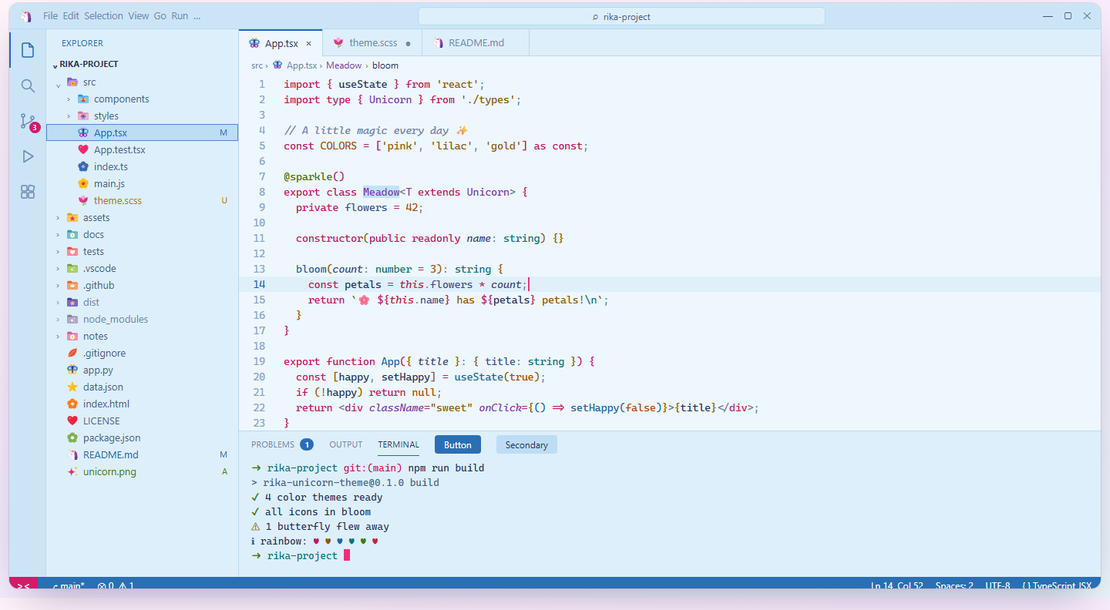 File Edit Selection View Go Run ...
rika-project
EXPLORER
RIKA-PROJECT
src
components
styles
App.tsx M
App.test.tsx
index.ts
main.js
theme.scss U
assets
docs
tests
.vscode
.github
dist
node_modules
notes
.gitignore
app.py
data.json
index.html
LICENSE
package.json
README.md M
unicorn.png A
3
App.tsx × theme.scss ● README.md
src › App.tsx › Meadow › bloom
1 import { useState } from 'react';
2 import type { Unicorn } from './types';
3
4 // A little magic every day ✨
5 const COLORS = ['pink', 'lilac', 'gold'] as const;
6
7 @sparkle()
8 export class Meadow<T extends Unicorn> {
9 private flowers = 42;
10
11 constructor(public readonly name: string) {}
12
13 bloom(count: number = 3): string {
14 const petals = this.flowers * count;
15 return `🌸 ${this.name} has ${petals} petals!\n`;
16 }
17 }
18
19 export function App({ title }: { title: string }) {
20 const [happy, setHappy] = useState(true);
21 if (!happy) return null;
22 return <div className="sweet" onClick={() => setHappy(false)}>{title}</div>;
23 }
PROBLEMS 1 OUTPUT TERMINAL Button Secondary
→ rika-project git:(main) npm run build
> rika-unicorn-theme@0.1.0 build
✓ 4 color themes ready
✓ all icons in bloom
⚠ 1 butterfly flew away
ℹ rainbow: ♥ ♥ ♥ ♥ ♥ ♥
→ rika-project
main* ⊗ 0 ⚠ 1 Ln 14, Col 52 Spaces: 2 UTF-8 {} TypeScript JSX